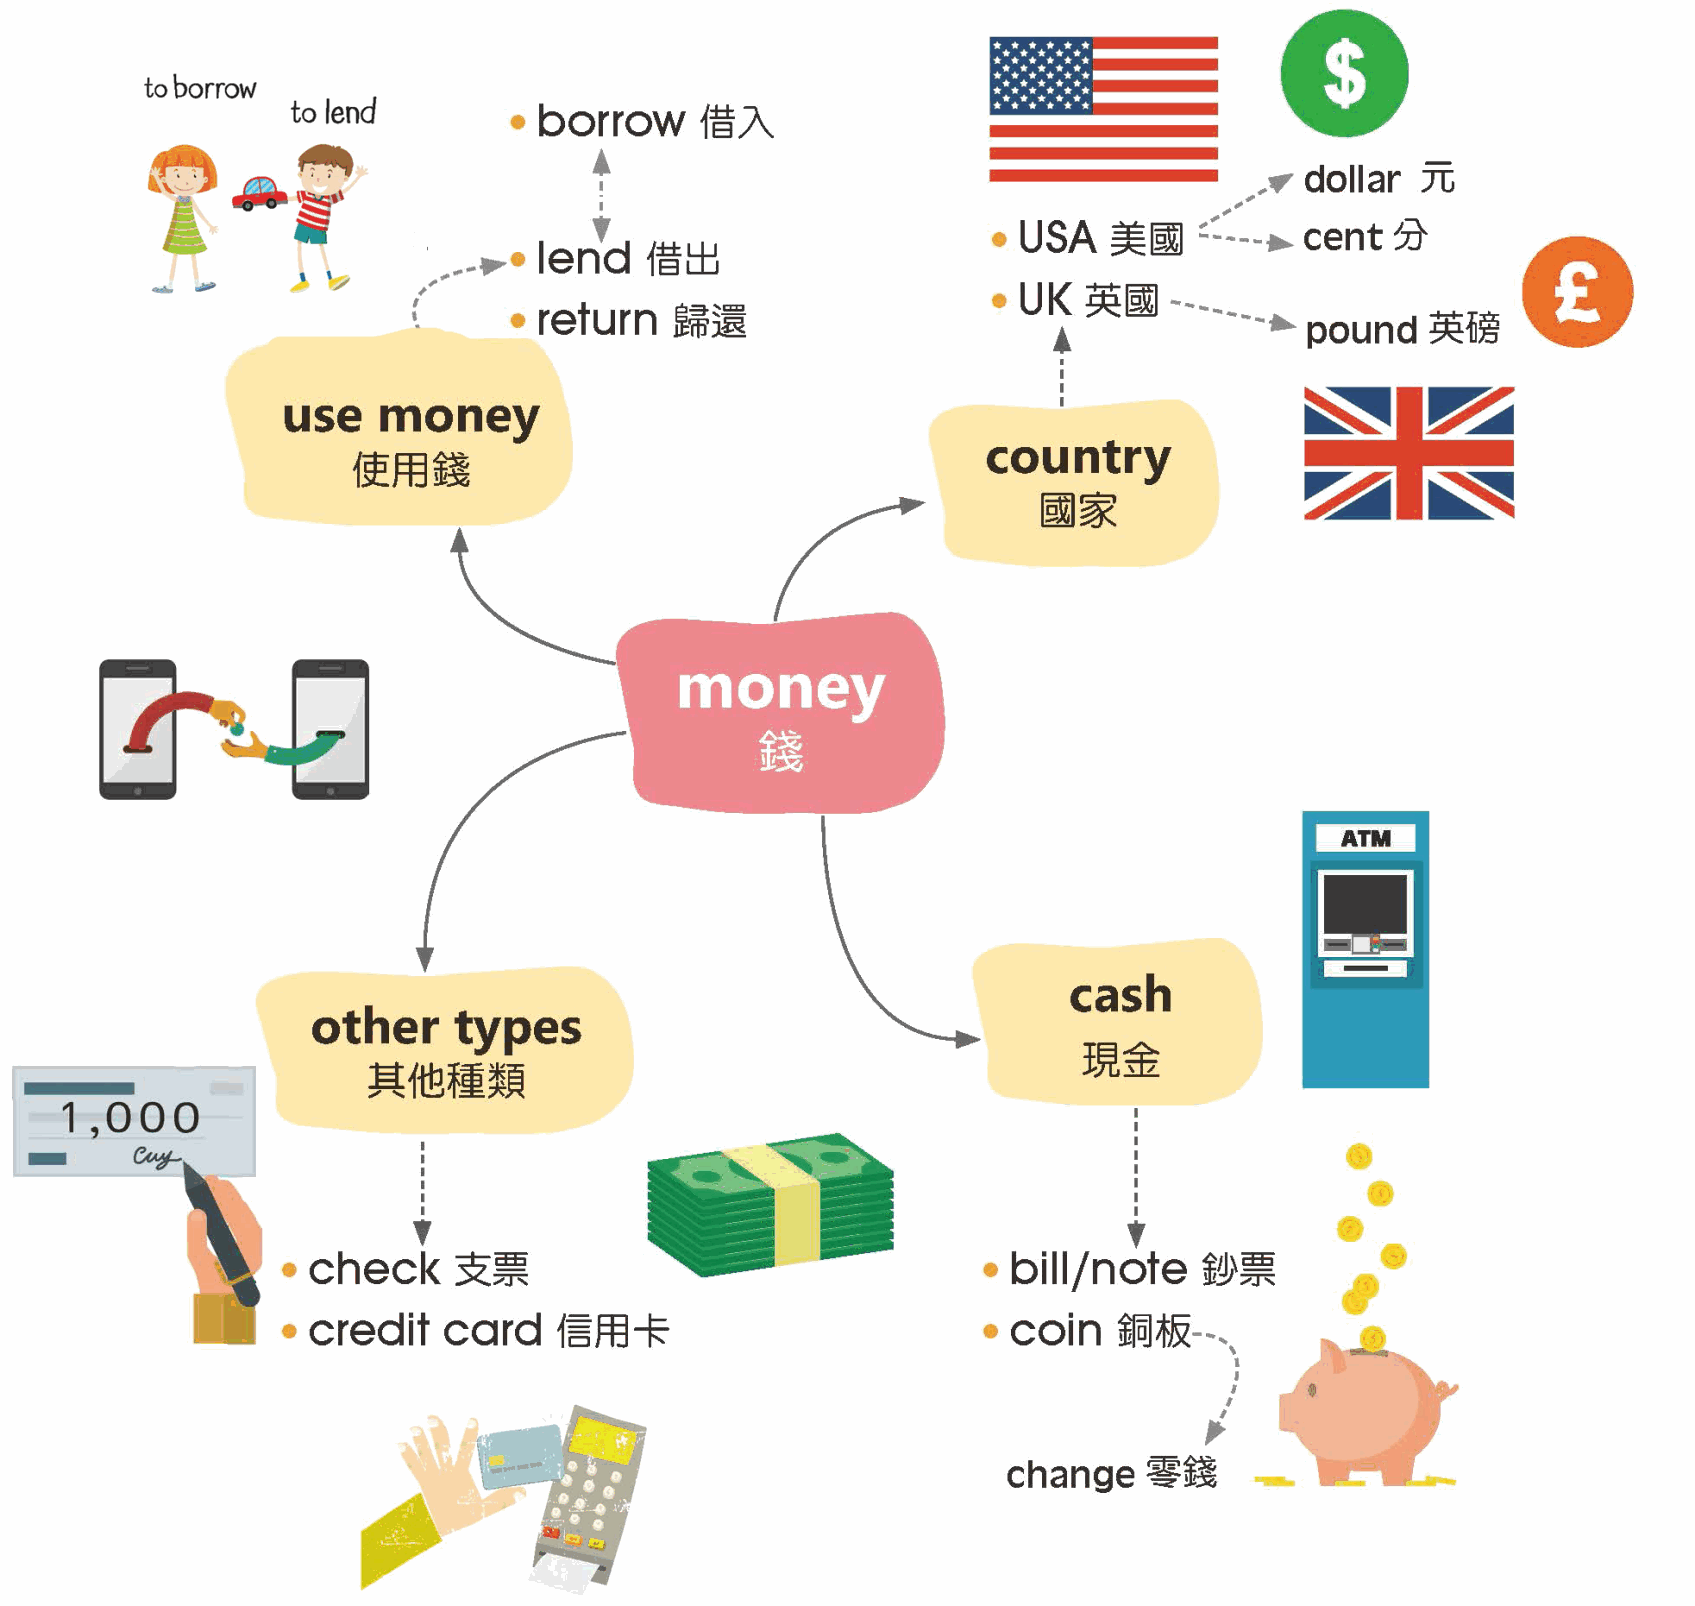 to borrow
to lend
borrow 借入
lend 借出
return 歸還
use money
使用錢
$
dollar 元
USA 美國
cent 分
UK 英國
£
pound 英磅
country
國家
money
錢
other types
其他種類
1,000
Cuy
check 支票
credit card 信用卡
ATM
cash
現金
bill/note 鈔票
coin 銅板
change 零錢